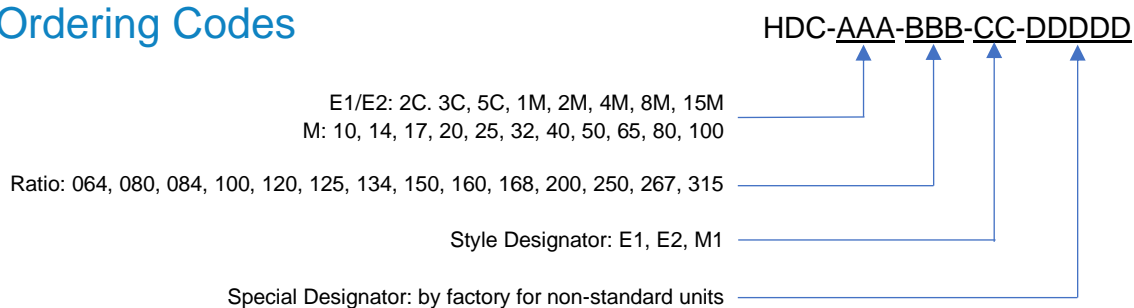 Ordering Codes
HDC-AAA-BBB-CC-DDDDD
E1/E2: 2C. 3C, 5C, 1M, 2M, 4M, 8M, 15M
M: 10, 14, 17, 20, 25, 32, 40, 50, 65, 80, 100
Ratio: 064, 080, 084, 100, 120, 125, 134, 150, 160, 168, 200, 250, 267, 315
Style Designator: E1, E2, M1
Special Designator: by factory for non-standard units